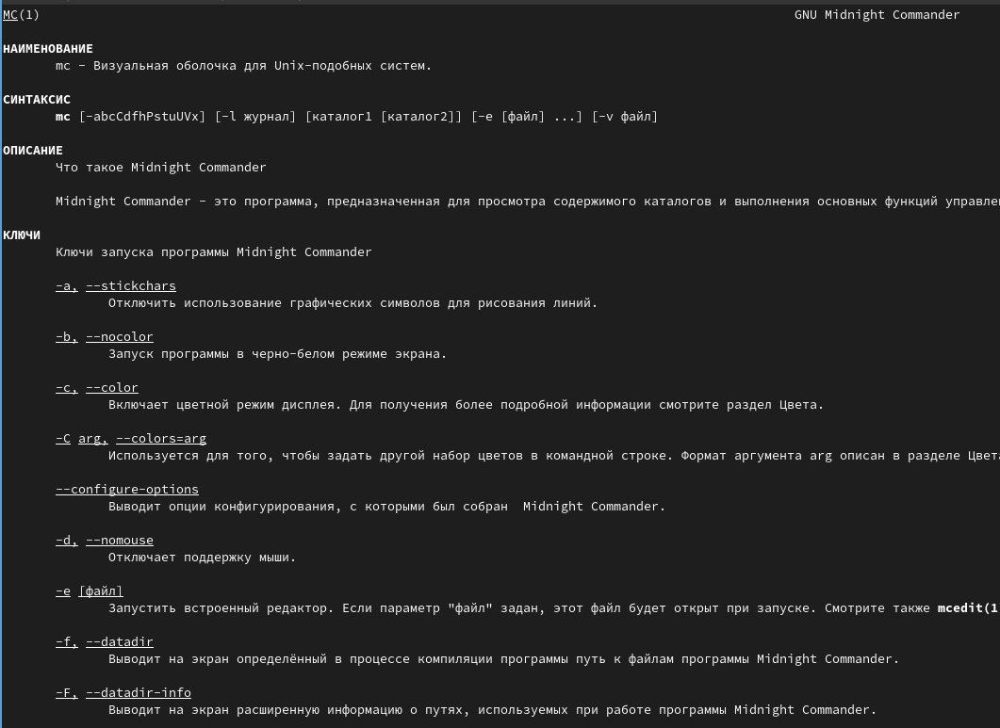 MC(1) GNU Midnight Commander
НАИМЕНОВАНИЕ
mc - Визуальная оболочка для Unix-подобных систем.
СИНТАКСИС
mc [-abcCdfhPstuUVx] [-l журнал] [каталог1 [каталог2]] [-e [файл] ...] [-v файл]
ОПИСАНИЕ
Что такое Midnight Commander
Midnight Commander - это программа, предназначенная для просмотра содержимого каталогов и выполнения основных функций
КЛЮЧИ
Ключи запуска программы Midnight Commander
-a, --stickchars
Отключить использование графических символов для рисования линий.
-b, --nocolor
Запуск программы в черно-белом режиме экрана.
-c, --color
Включает цветной режим дисплея. Для получения более подробной информации смотрите раздел Цвета.
-C arg, --colors=arg
Используется для того, чтобы задать другой набор цветов в командной строке. Формат аргумента arg описан в разделе
--configure-options
Выводит опции конфигурирования, с которыми был собран  Midnight Commander.
-d, --nomouse
Отключает поддержку мыши.
-e [файл]
Запустить встроенный редактор. Если параметр "файл" задан, этот файл будет открыт при запуске. Смотрите также mcedit(1
-f, --datadir
Выводит на экран определённый в процессе компиляции программы путь к файлам программы Midnight Commander.
-F, --datadir-info
Выводит на экран расширенную информацию о путях, используемых при работе программы Midnight Commander.